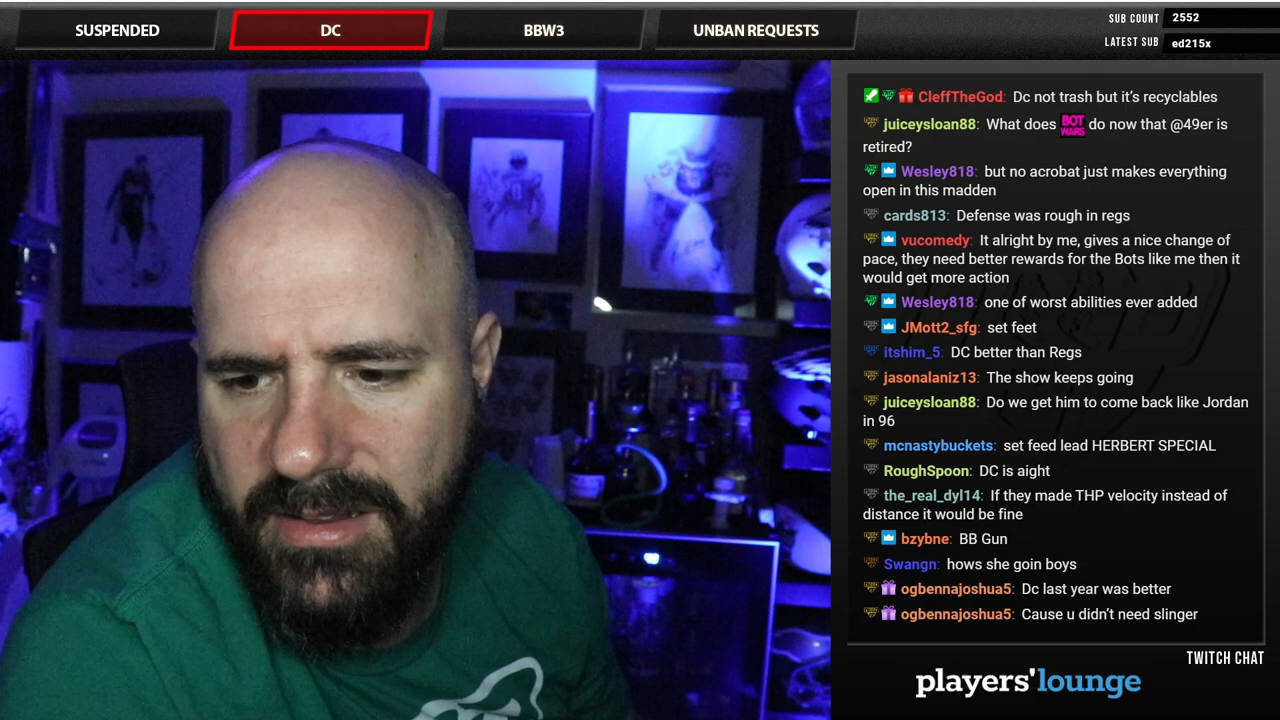 SUSPENDED
DC
BBW3
UNBAN REQUESTS
SUB COUNT 2552
LATEST SUB ed215x
CleffTheGod: Dc not trash but it’s recyclables
juiceysloan88: What does BOT WARS do now that @49er is
retired?
Wesley818: but no acrobat just makes everything
open in this madden
cards813: Defense was rough in regs
vucomedy: It alright by me, gives a nice change of
pace, they need better rewards for the Bots like me then it
would get more action
Wesley818: one of worst abilities ever added
JMott2_sfg: set feet
itshim_5: DC better than Regs
jasonalaniz13: The show keeps going
juiceysloan88: Do we get him to come back like Jordan
in 96
mcnastybuckets: set feed lead HERBERT SPECIAL
RoughSpoon: DC is aight
the_real_dyl14: If they made THP velocity instead of
distance it would be fine
bzybne: BB Gun
Swangn: hows she goin boys
ogbennajoshua5: Dc last year was better
ogbennajoshua5: Cause u didn’t need slinger
TWITCH CHAT
players'lounge